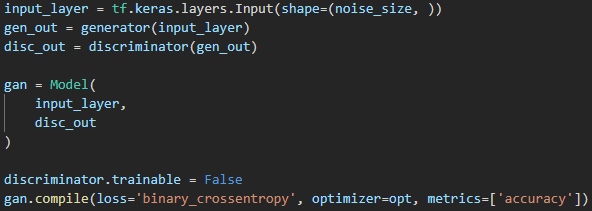 input_layer = tf.keras.layers.Input(shape=(noise_size, ))
gen_out = generator(input_layer)
disc_out = discriminator(gen_out)
gan = Model(
    input_layer,
    disc_out
)
discriminator.trainable = False
gan.compile(loss='binary_crossentropy', optimizer=opt, metrics=['accuracy'])